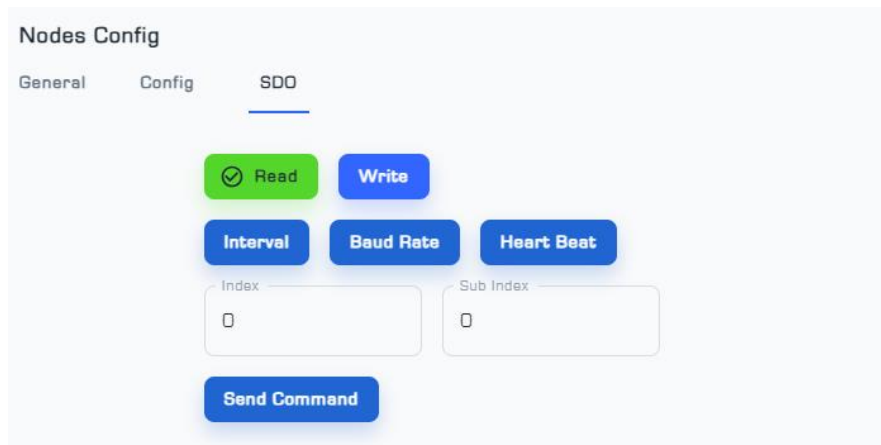 Nodes Config
General Config SDO
Read Write
Interval Baud Rate Heart Beat
Index Sub Index
0 0
Send Command